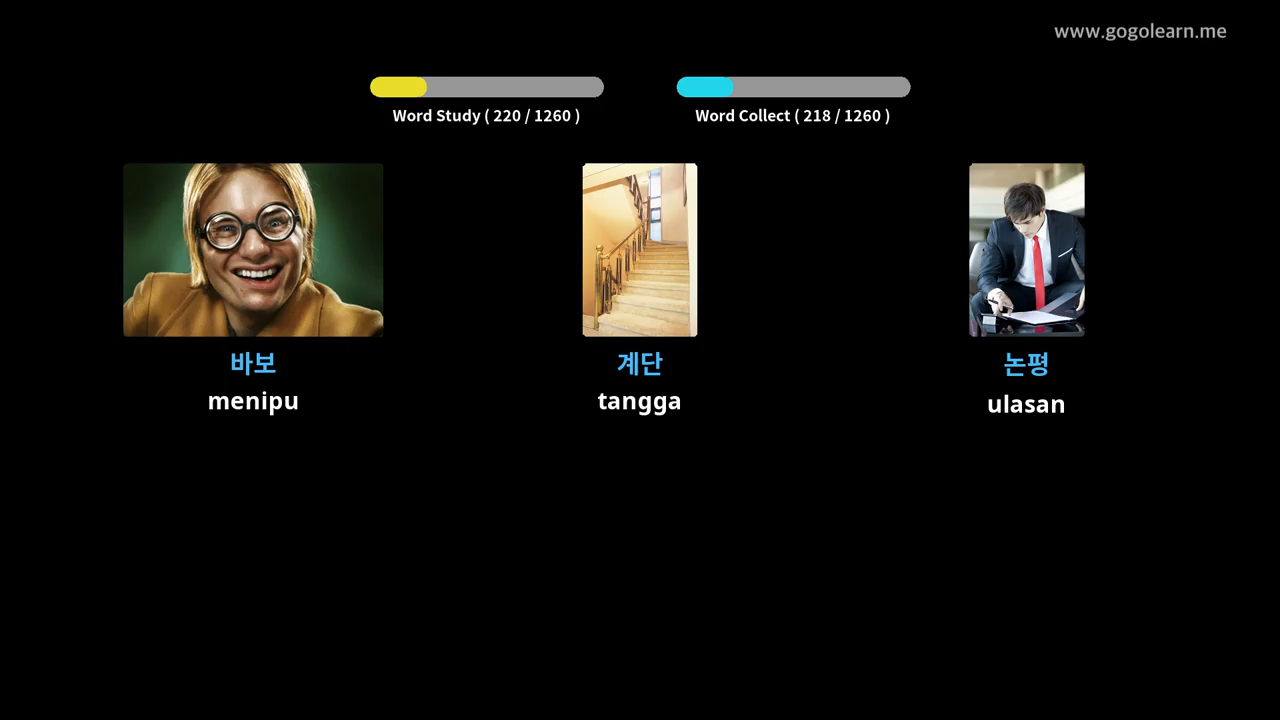 www.gogolearn.me
Word Study ( 220 / 1260 )
Word Collect ( 218 / 1260 )
바보
menipu
계단
tangga
논평
ulasan